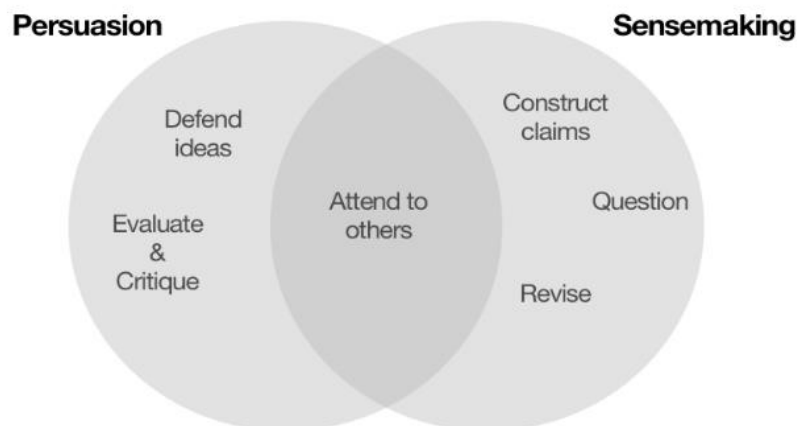 Persuasion
Sensemaking
Defend
ideas
Evaluate
&
Critique
Attend to
others
Construct
claims
Question
Revise